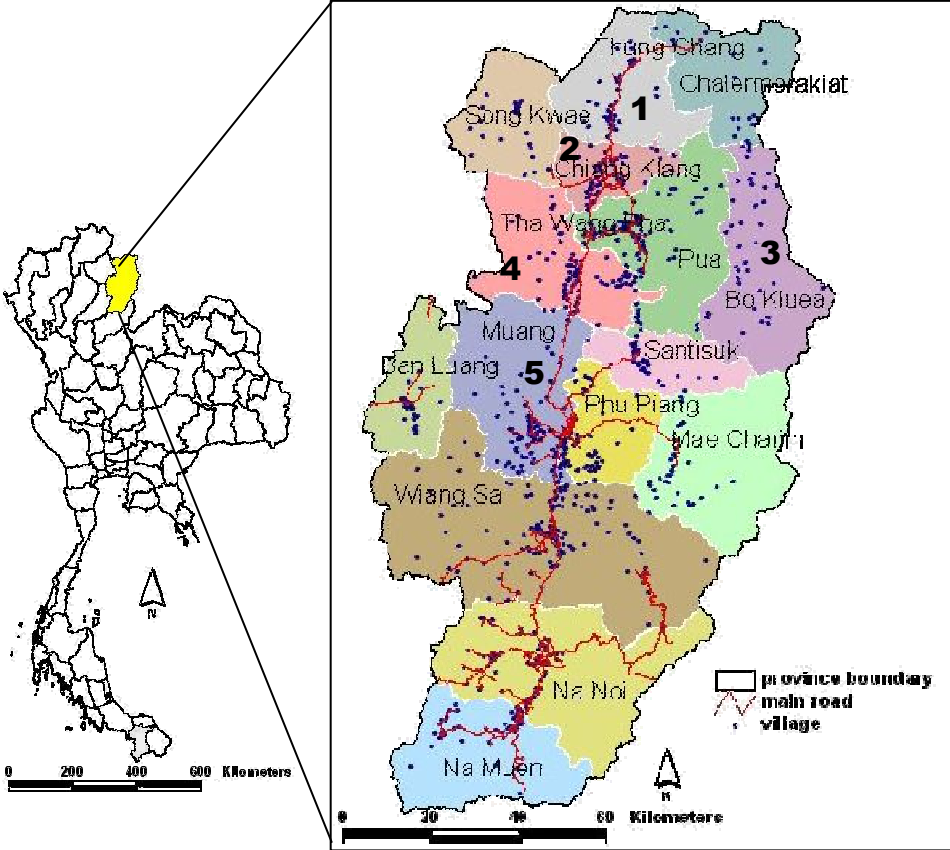 Thung Chang
Chalermprakiat
1
Song Kwae
2
Chiang Klang
Tha Wang Pha
3
4
Pua
Bo Kluea
Muang
Santisuk
Ban Luang
5
Phu Piang
Mae Charim
Wiang Sa
N
province boundary
main road
village
Na Noi
Na Muen
N
0 200 400 600 Kilometers
0 20 40 60 Kilometers